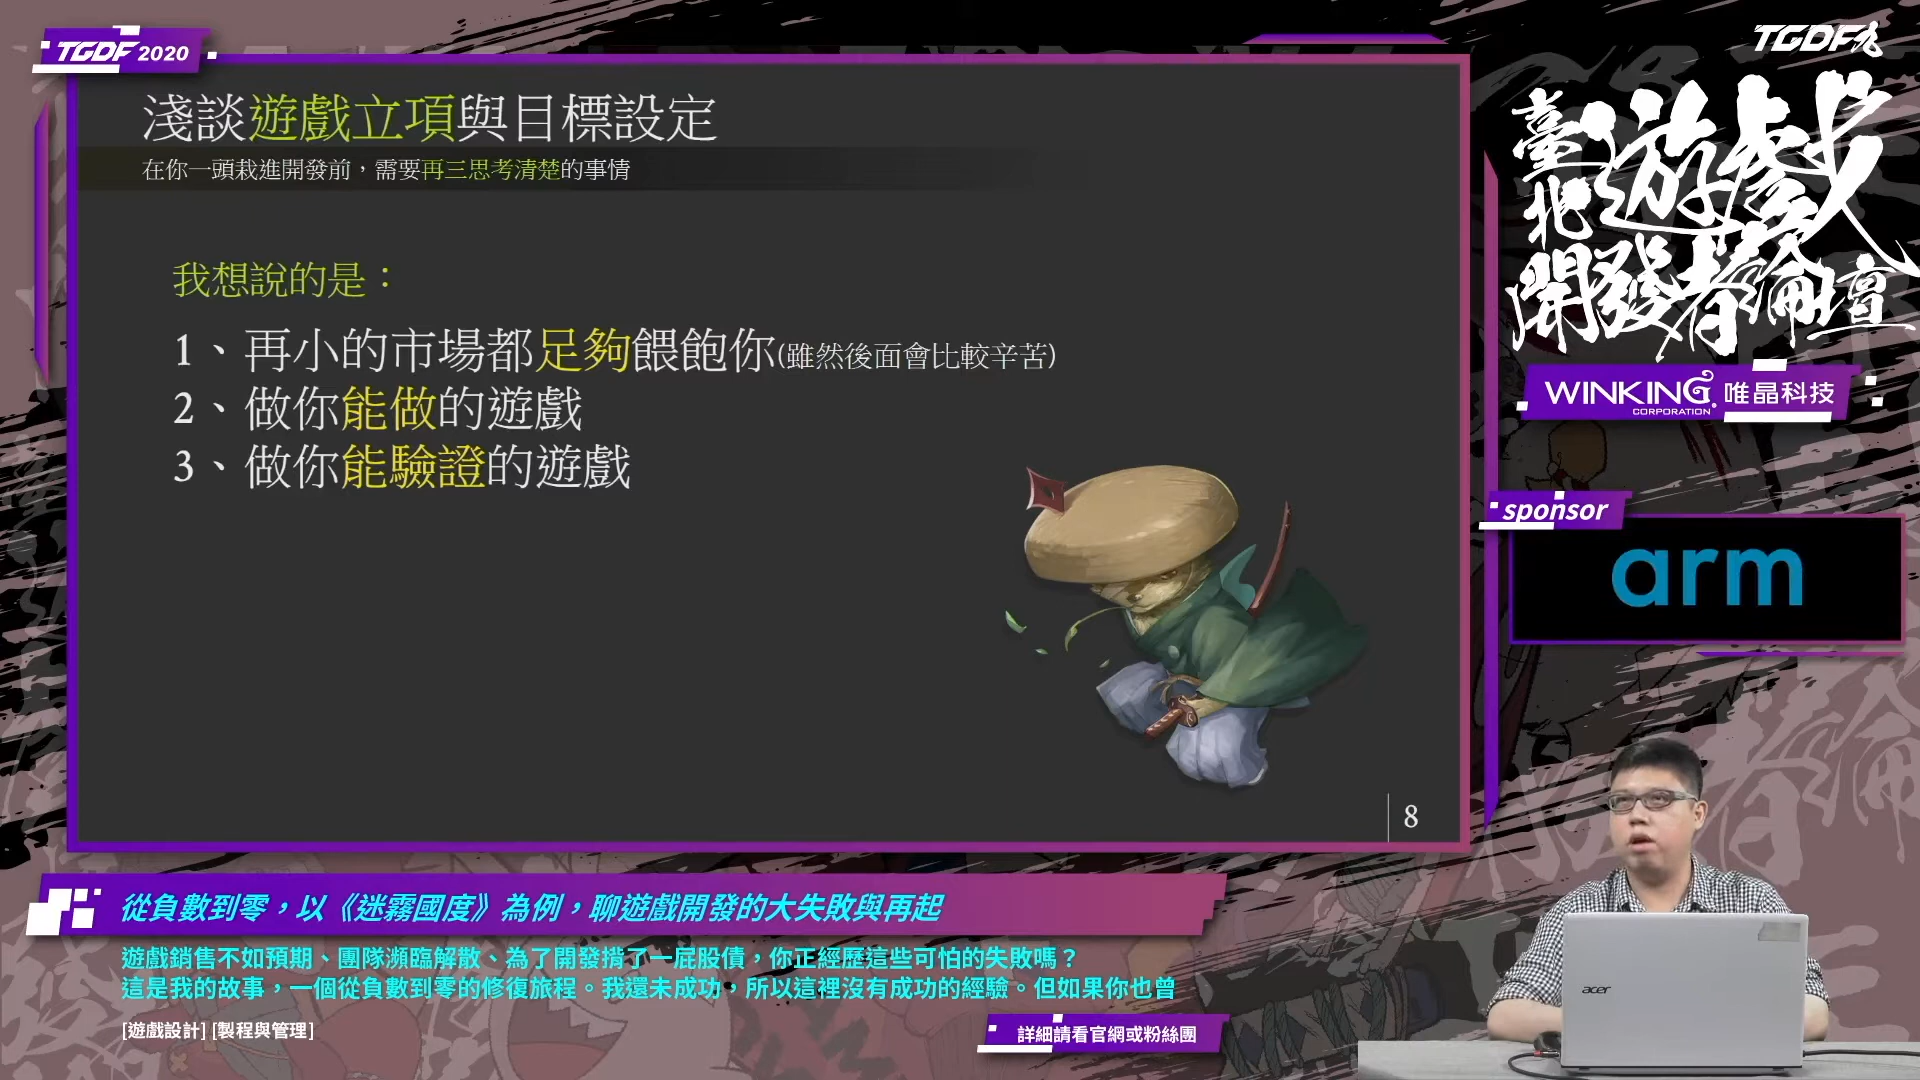 TGDF 2020
淺談遊戲立項與目標設定
在你一頭栽進開發前，需要再三思考清楚的事情
我想說的是：
1、再小的市場都足夠餵飽你(雖然後面會比較辛苦)
2、做你能做的遊戲
3、做你能驗證的遊戲
8
TGDF九
臺北遊戲開發者論壇
WINKING CORPORATION 唯晶科技
sponsor
arm
acer
從負數到零，以《迷霧國度》為例，聊遊戲開發的大失敗與再起
遊戲銷售不如預期、團隊瀕臨解散、為了開發揹了一屁股債，你正經歷這些可怕的失敗嗎？
這是我的故事，一個從負數到零的修復旅程。我還未成功，所以這裡沒有成功的經驗。但如果你也曾
[遊戲設計] [製程與管理]
詳細請看官網或粉絲團